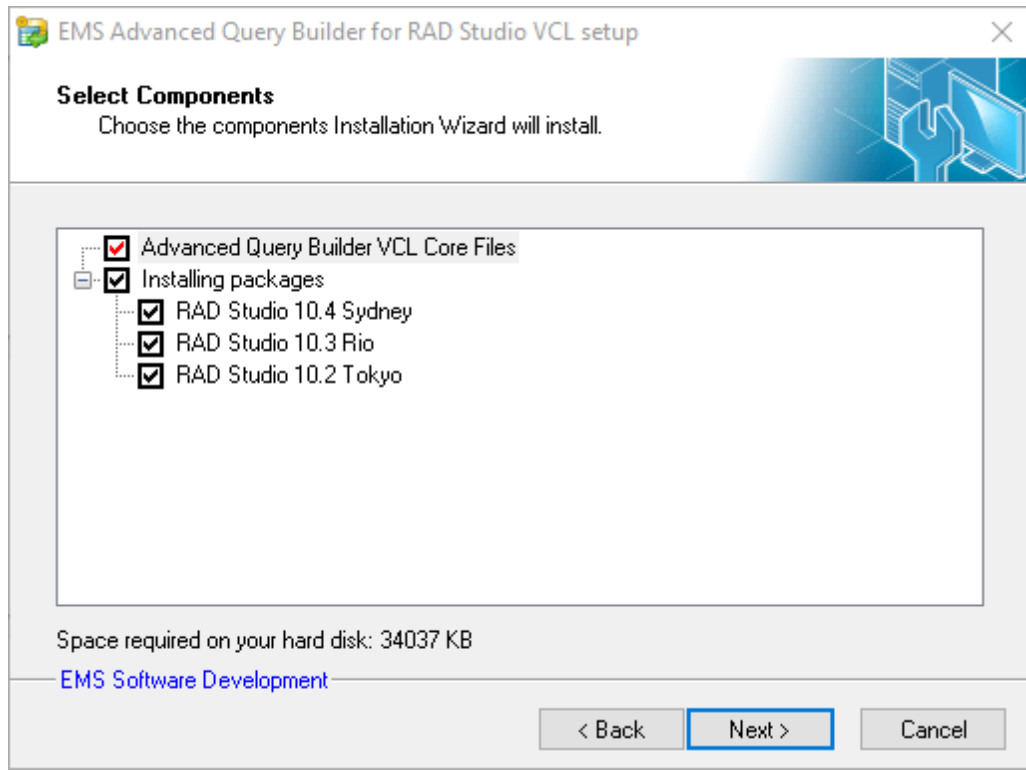 EMS Advanced Query Builder for RAD Studio VCL setup
Select Components
Choose the components Installation Wizard will install.
Advanced Query Builder VCL Core Files
Installing packages
RAD Studio 10.4 Sydney
RAD Studio 10.3 Rio
RAD Studio 10.2 Tokyo
Space required on your hard disk: 34037 KB
EMS Software Development
< Back
Next >
Cancel